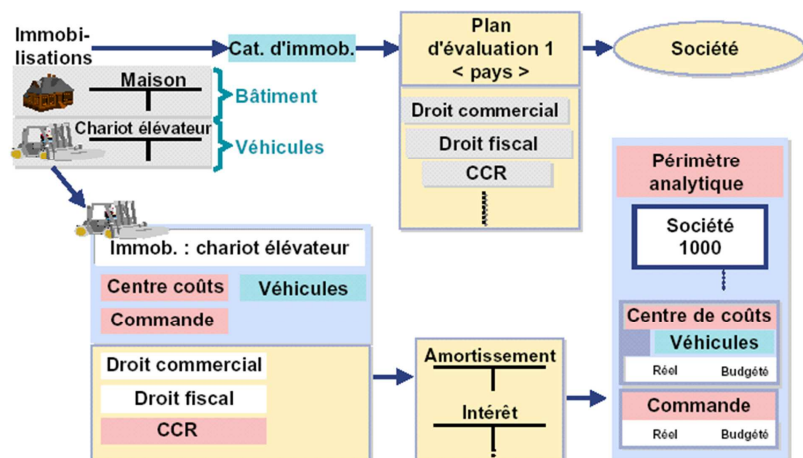 Immobi-
lisations
Cat. d'immob.
Plan
d'évaluation 1
< pays >
Société
Maison
Bâtiment
Chariot élévateur
Véhicules
Droit commercial
Droit fiscal
CCR
Périmètre
analytique
Société
1000
Immob. : chariot élévateur
Centre coûts
Véhicules
Commande
Droit commercial
Droit fiscal
CCR
Amortissement
Intérêt
Centre de coûts
Véhicules
Réel Budgété
Commande
Réel Budgété